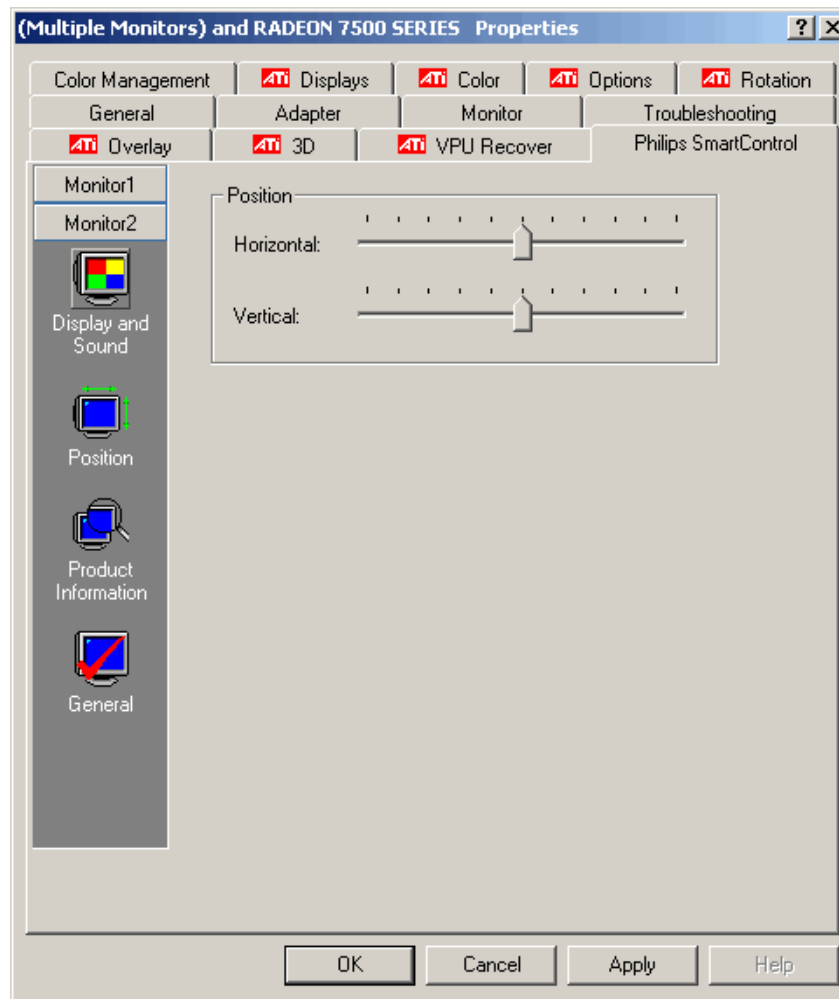 (Multiple Monitors) and RADEON 7500 SERIES Properties
Color Management
ATI Displays
ATI Color
ATI Options
ATI Rotation
General
Adapter
Monitor
Troubleshooting
ATI Overlay
ATI 3D
ATI VPU Recover
Philips SmartControl
Monitor1
Monitor2
Display and
Sound
Position
Product
Information
General
Position
Horizontal:
Vertical:
OK
Cancel
Apply
Help